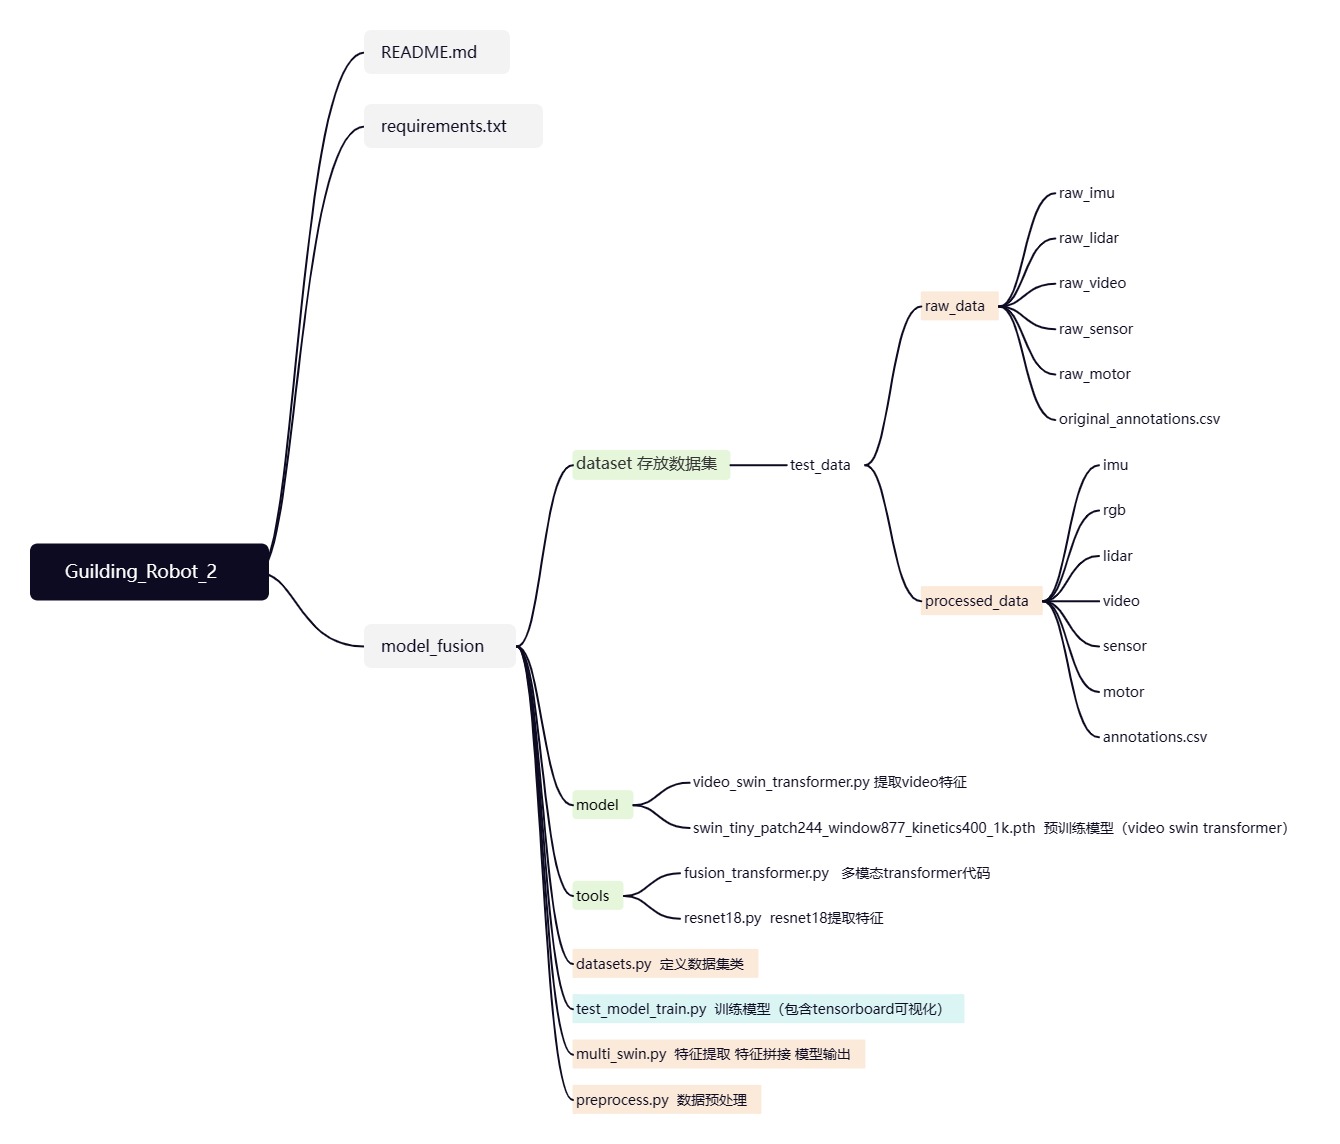 README.md
requirements.txt
raw_imu
raw_lidar
raw_video
raw_data
raw_sensor
raw_motor
original_annotations.csv
dataset 存放数据集
test_data
imu
rgb
lidar
Guilding_Robot_2
processed_data
video
model_fusion
sensor
motor
annotations.csv
video_swin_transformer.py 提取video特征
model
swin_tiny_patch244_window877_kinetics400_1k.pth 预训练模型（video swin transformer）
fusion_transformer.py 多模态transformer代码
tools
resnet18.py resnet18提取特征
datasets.py 定义数据集类
test_model_train.py 训练模型（包含tensorboard可视化）
multi_swin.py 特征提取 特征拼接 模型输出
preprocess.py 数据预处理